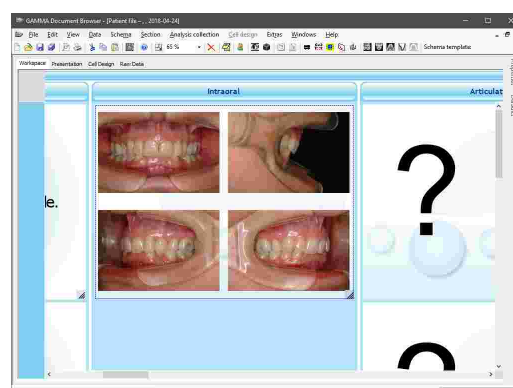 GAMMA Document Browser - [Patient file - , , 2018-04-24]
File Edit View Data Schema Section Analysis collection Cell design Extras Windows Help
65 % Schema template:
Workspace Presentation Cell Design Raw Data
Intraoral Articulat
le.
?